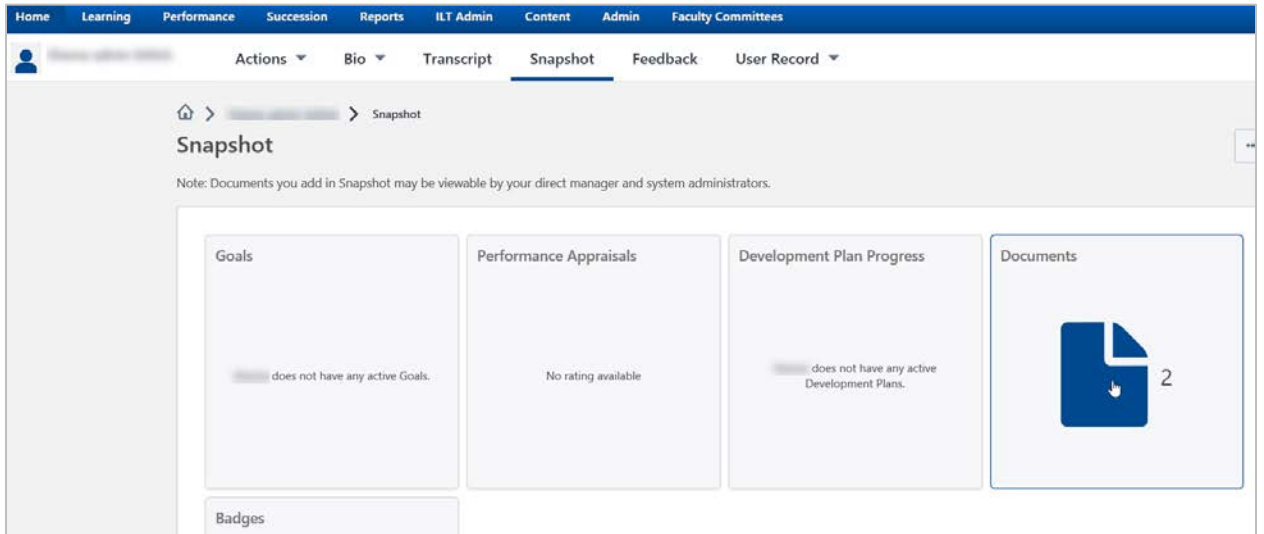 Home Learning Performance Succession Reports ILT Admin Content Admin Faculty Committees
Actions Bio Transcript Snapshot Feedback User Record
Snapshot
Snapshot
Note: Documents you add in Snapshot may be viewable by your direct manager and system administrators.
Goals Performance Appraisals Development Plan Progress Documents
does not have any active Goals. No rating available does not have any active
Development Plans.
2
Badges